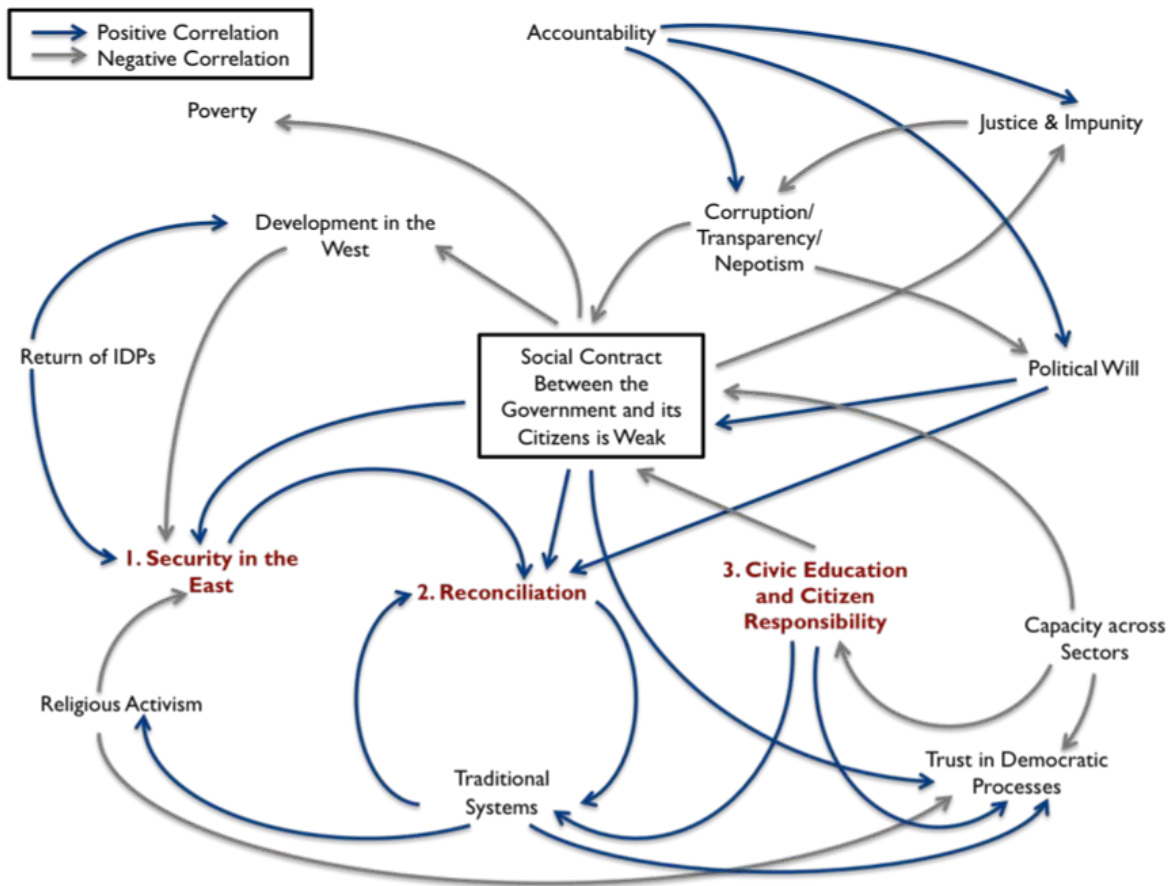 Positive Correlation
Negative Correlation
Accountability
Poverty
Justice & Impunity
Development in the
West
Corruption/
Transparency/
Nepotism
Return of IDPs
Social Contract
Between the
Government and its
Citizens is Weak
Political Will
1. Security in the
East
2. Reconciliation
3. Civic Education
and Citizen
Responsibility
Capacity across
Sectors
Religious Activism
Traditional
Systems
Trust in Democratic
Processes